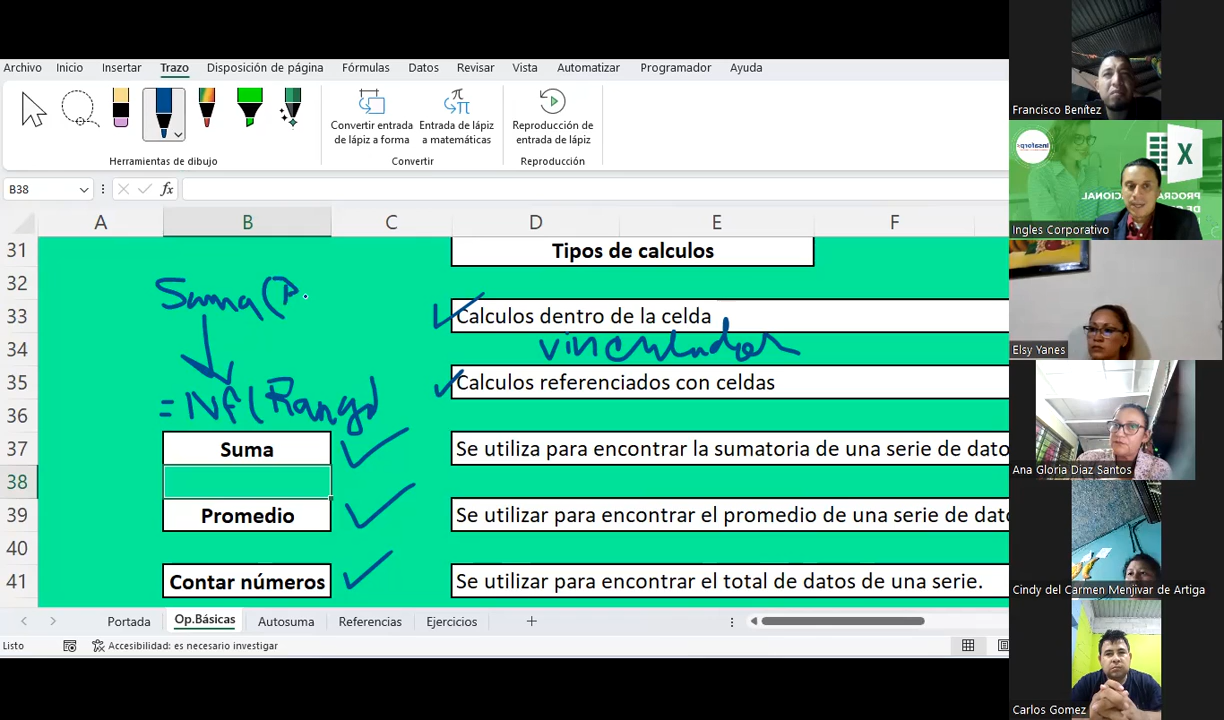 Archivo Inicio Insertar Trazo Disposición de página Fórmulas Datos Revisar Vista Automatizar Programador Ayuda
Convertir entrada de lápiz a forma
Entrada de lápiz a matemáticas
Reproducción de entrada de lápiz
Herramientas de dibujo Convertir Reproducción
B38 fx
A B C D E F
31 Tipos de calculos
32 Suma(R
33 Calculos dentro de la celda
34 vinculados
35 Calculos referenciados con celdas
36 =Nf(Rango)
37 Suma Se utiliza para encontrar la sumatoria de una serie de dato
38
39 Promedio Se utilizar para encontrar el promedio de una serie de dato
40
41 Contar números Se utilizar para encontrar el total de datos de una serie.
Portada Op.Básicas Autosuma Referencias Ejercicios
Listo Accesibilidad: es necesario investigar
Francisco Benítez
Insaforp
X
Ingles Corporativo
Elsy Yanes
Ana Gloria Diaz Santos
Cindy del Carmen Menjivar de Artiga
Carlos Gomez